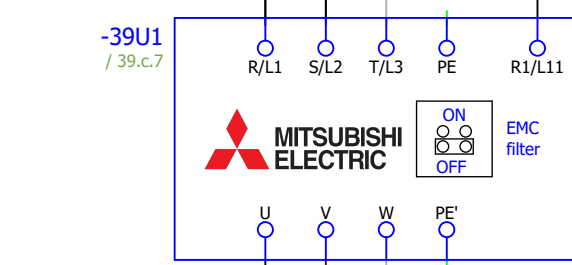 -39U1
/ 39.c.7
R/L1 S/L2 T/L3 PE R1/L11
MITSUBISHI
ELECTRIC
ON
OFF
EMC
filter
U V W PE'